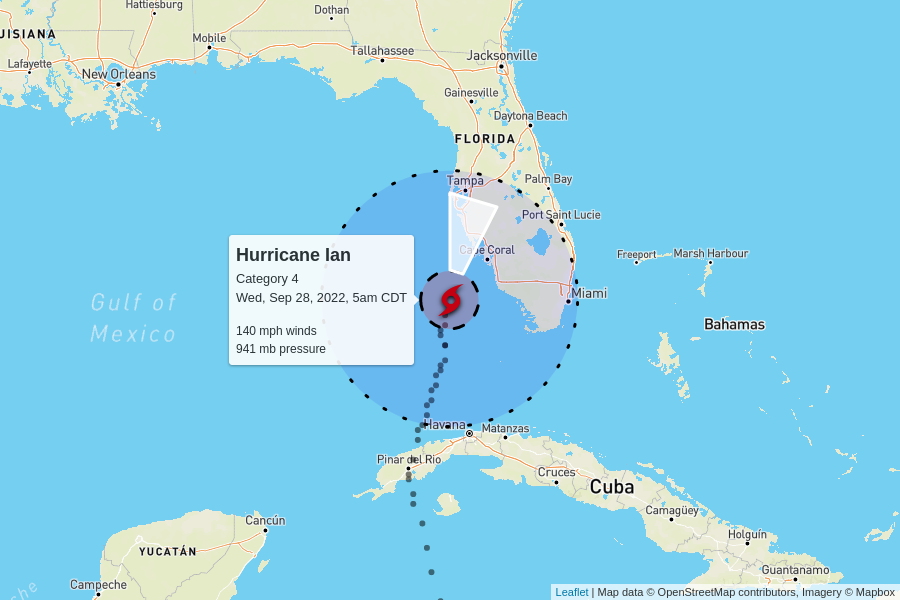 Hattiesburg
Dothan
UISIANA
Mobile
Tallahassee
Jacksonville
Lafayette
New Orleans
Gainesville
Daytona Beach
FLORIDA
Tampa
Palm Bay
Port Saint Lucie
Hurricane Ian
Category 4
Wed, Sep 28, 2022, 5am CDT
140 mph winds
941 mb pressure
Cape Coral
Freeport
Marsh Harbour
Miami
Gulf of
Mexico
Bahamas
Havana
Matanzas
Pinar del Rio
Cruces
Cuba
Camagüey
Cancún
Holguín
YUCATÁN
Guantanamo
Campeche
che
Leaflet | Map data © OpenStreetMap contributors, Imagery © Mapbox